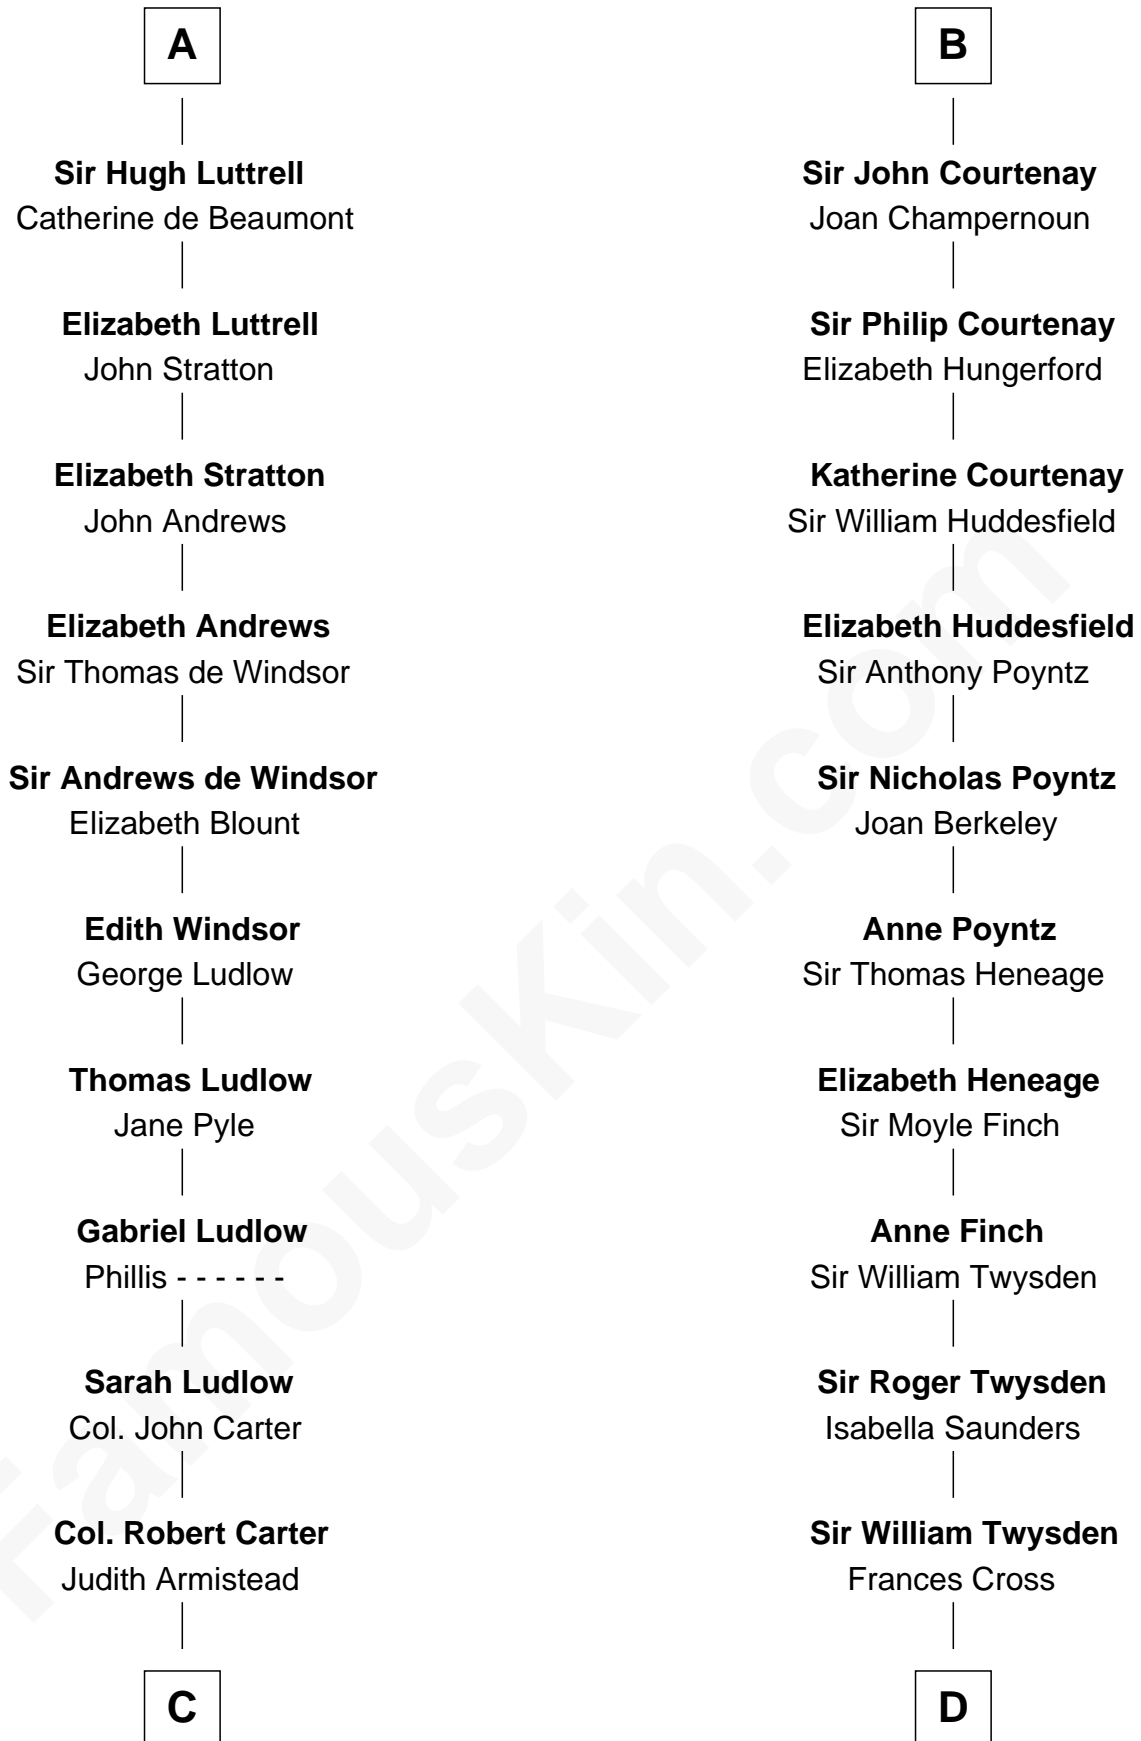 A
Sir Hugh Luttrell
Catherine de Beaumont
Elizabeth Luttrell
John Stratton
Elizabeth Stratton
John Andrews
Elizabeth Andrews
Sir Thomas de Windsor
Sir Andrews de Windsor
Elizabeth Blount
Edith Windsor
George Ludlow
Thomas Ludlow
Jane Pyle
Gabriel Ludlow
Phillis - - - - - -
Sarah Ludlow
Col. John Carter
Col. Robert Carter
Judith Armistead
C
B
Sir John Courtenay
Joan Champernoun
Sir Philip Courtenay
Elizabeth Hungerford
Katherine Courtenay
Sir William Huddesfield
Elizabeth Huddesfield
Sir Anthony Poyntz
Sir Nicholas Poyntz
Joan Berkeley
Anne Poyntz
Sir Thomas Heneage
Elizabeth Heneage
Sir Moyle Finch
Anne Finch
Sir William Twysden
Sir Roger Twysden
Isabella Saunders
Sir William Twysden
Frances Cross
D
FamousKin.com